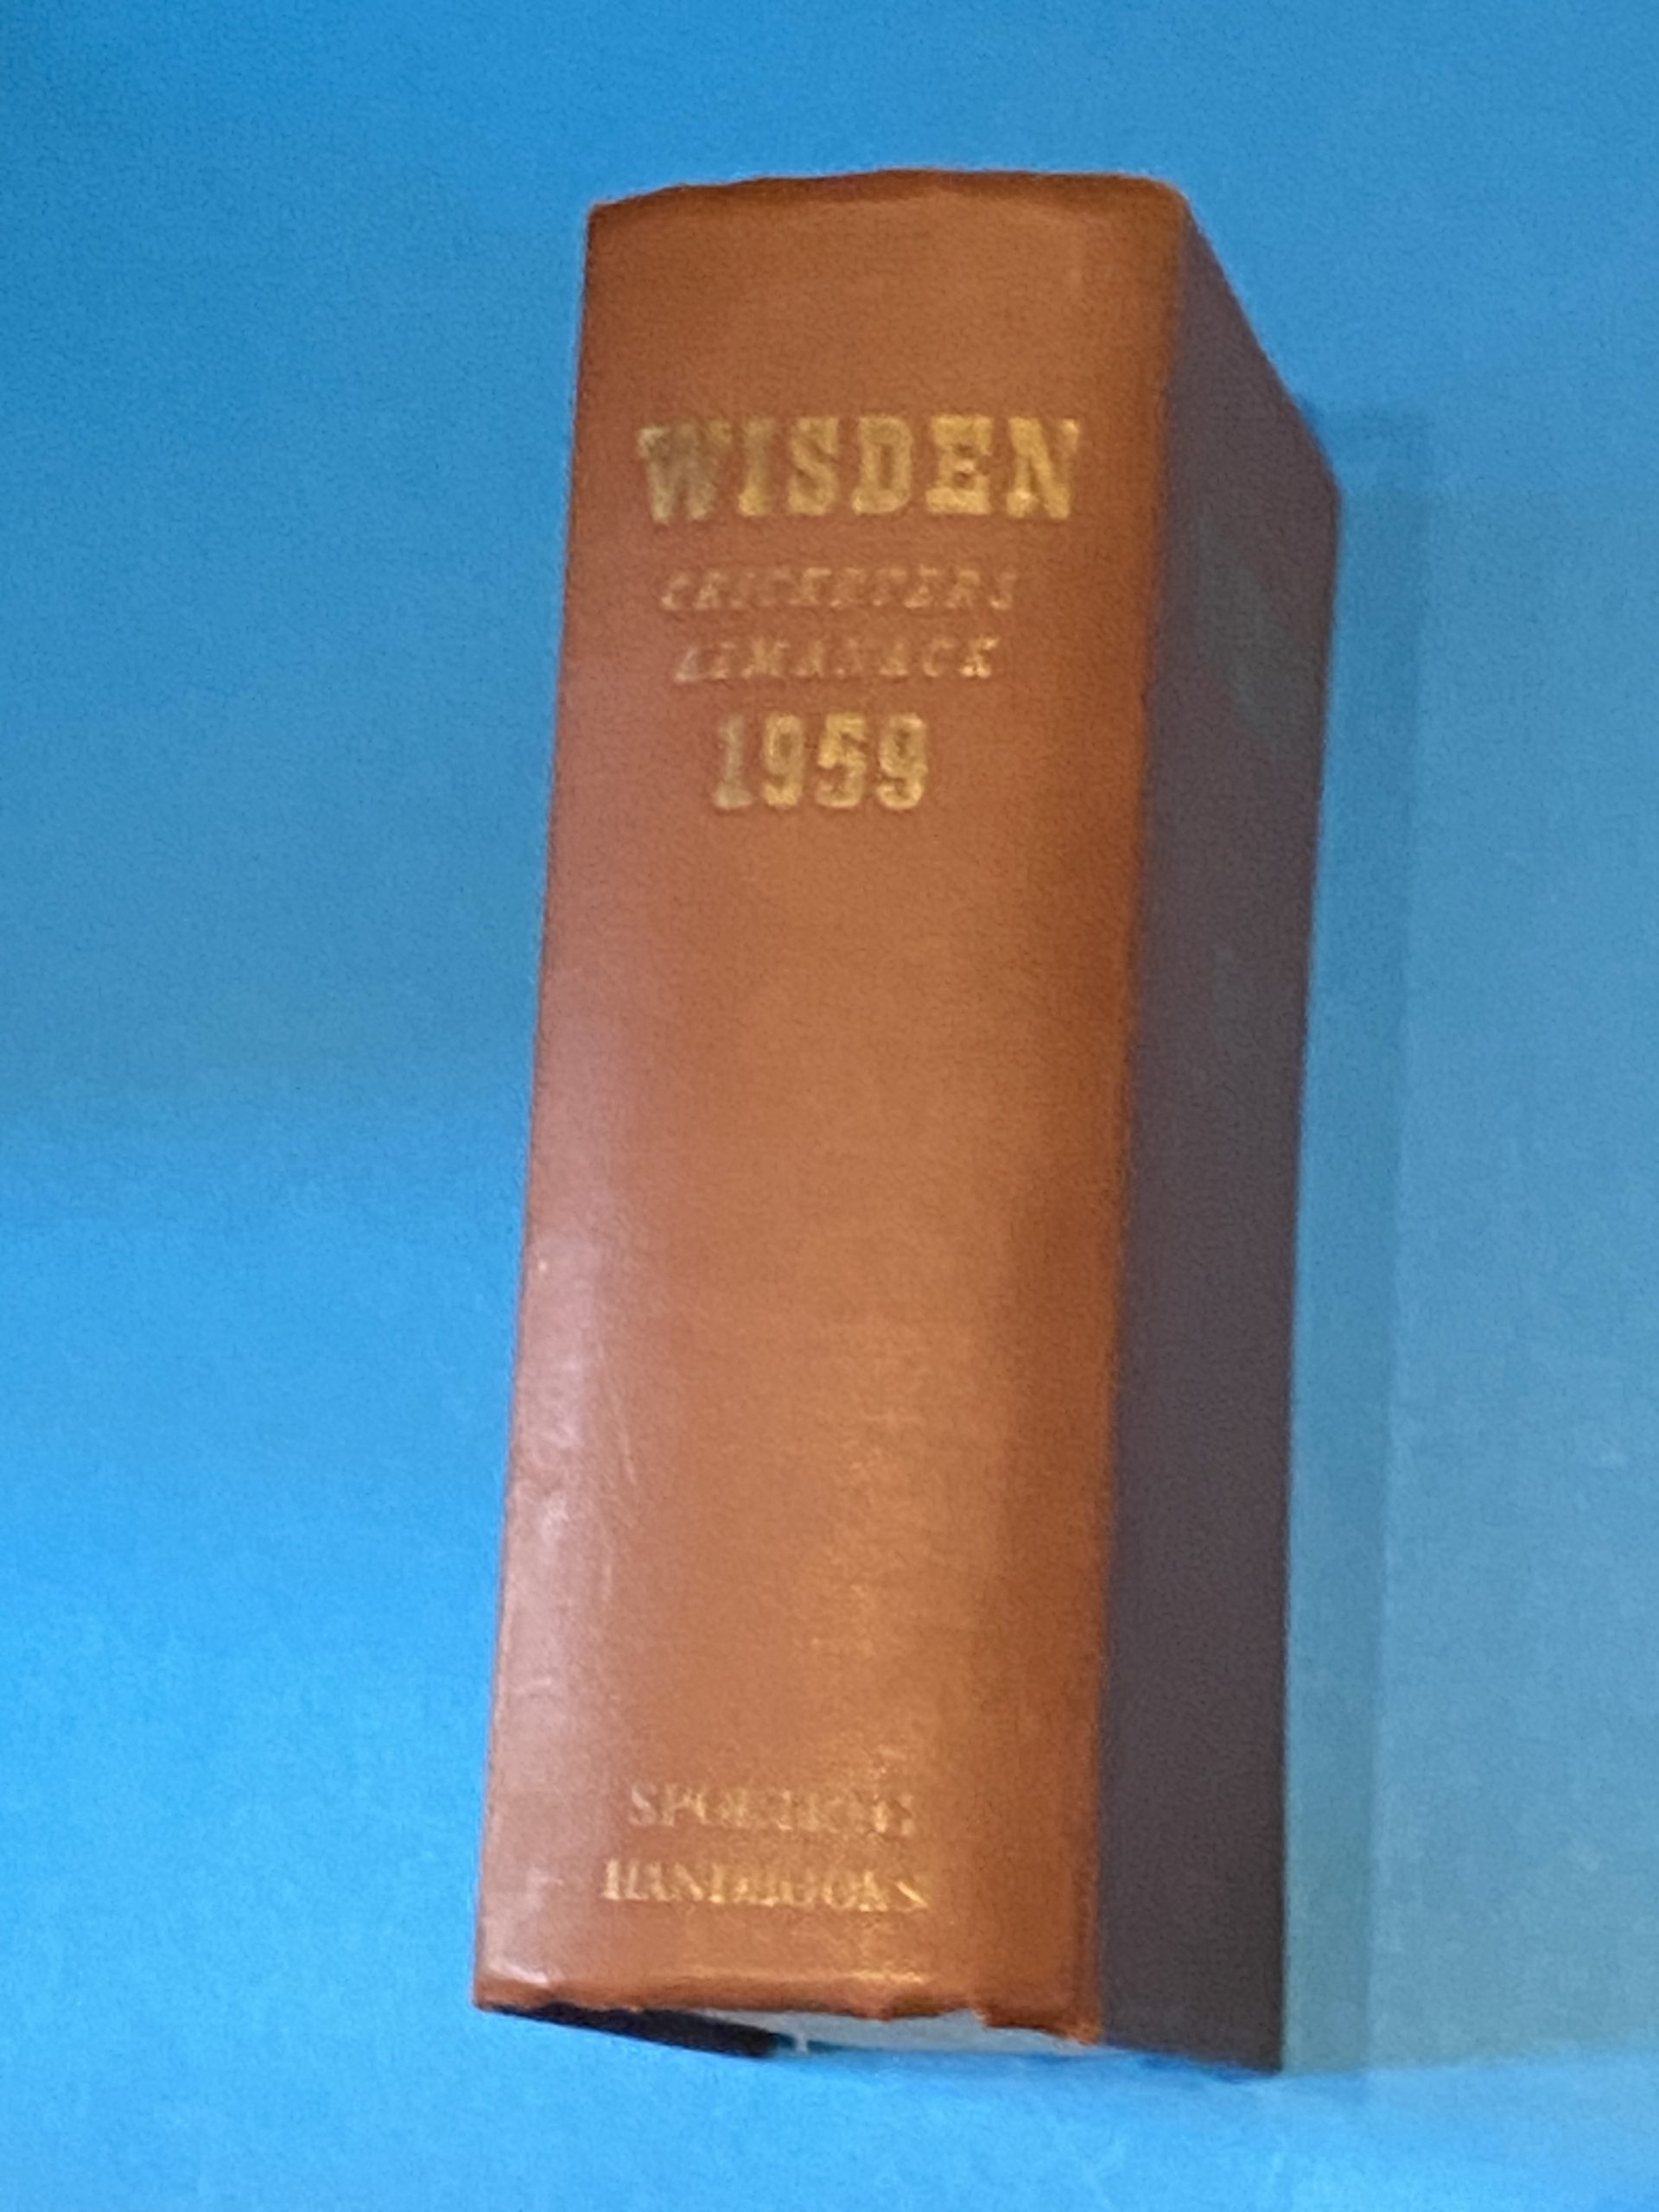 WISDEN
CRICKETERS
ALMANACK
1959
SPORTING
HANDBOOKS